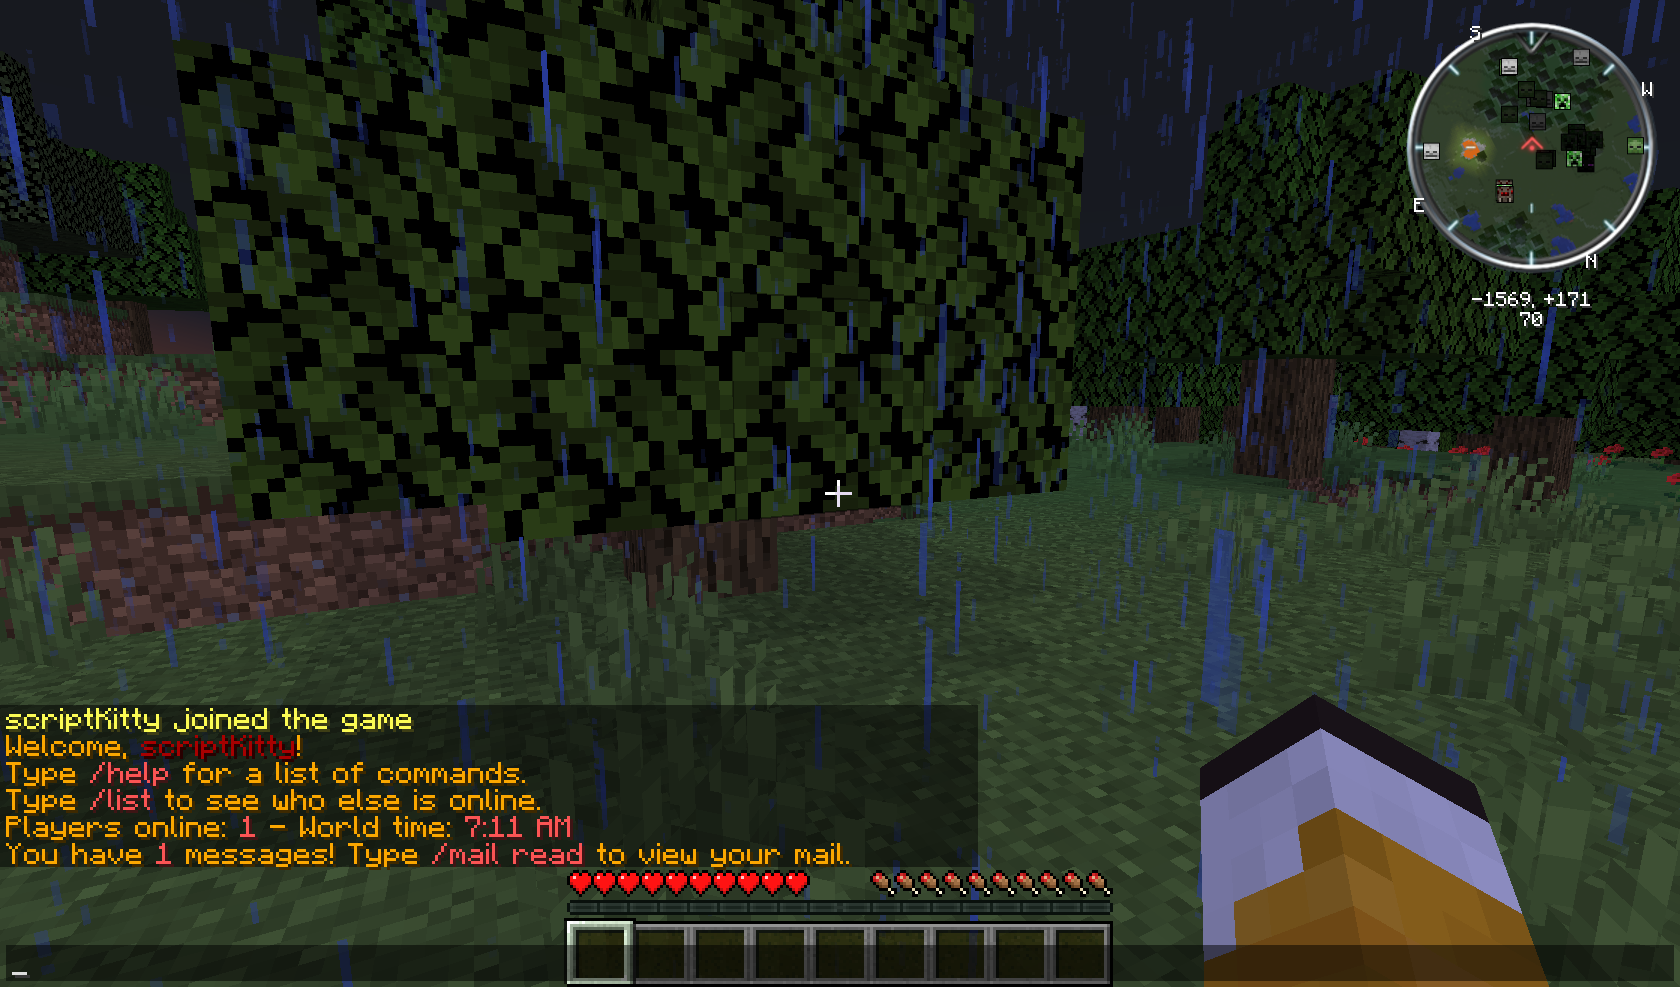 S
W
E
N
-1569, +171
70
scriptKitty joined the game
Welcome, scriptKitty!
Type /help for a list of commands.
Type /list to see who else is online.
Players online: 1 - World time: 7:11 AM
You have 1 messages! Type /mail read to view your mail.
_